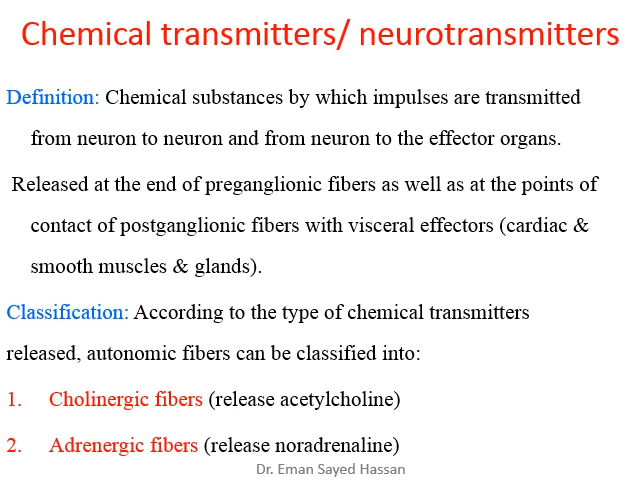 Chemical transmitters/ neurotransmitters
Definition: Chemical substances by which impulses are transmitted
from neuron to neuron and from neuron to the effector organs.
Released at the end of preganglionic fibers as well as at the points of
contact of postganglionic fibers with visceral effectors (cardiac &
smooth muscles & glands).
Classification: According to the type of chemical transmitters
released, autonomic fibers can be classified into:
1. Cholinergic fibers (release acetylcholine)
2. Adrenergic fibers (release noradrenaline)
Dr. Eman Sayed Hassan